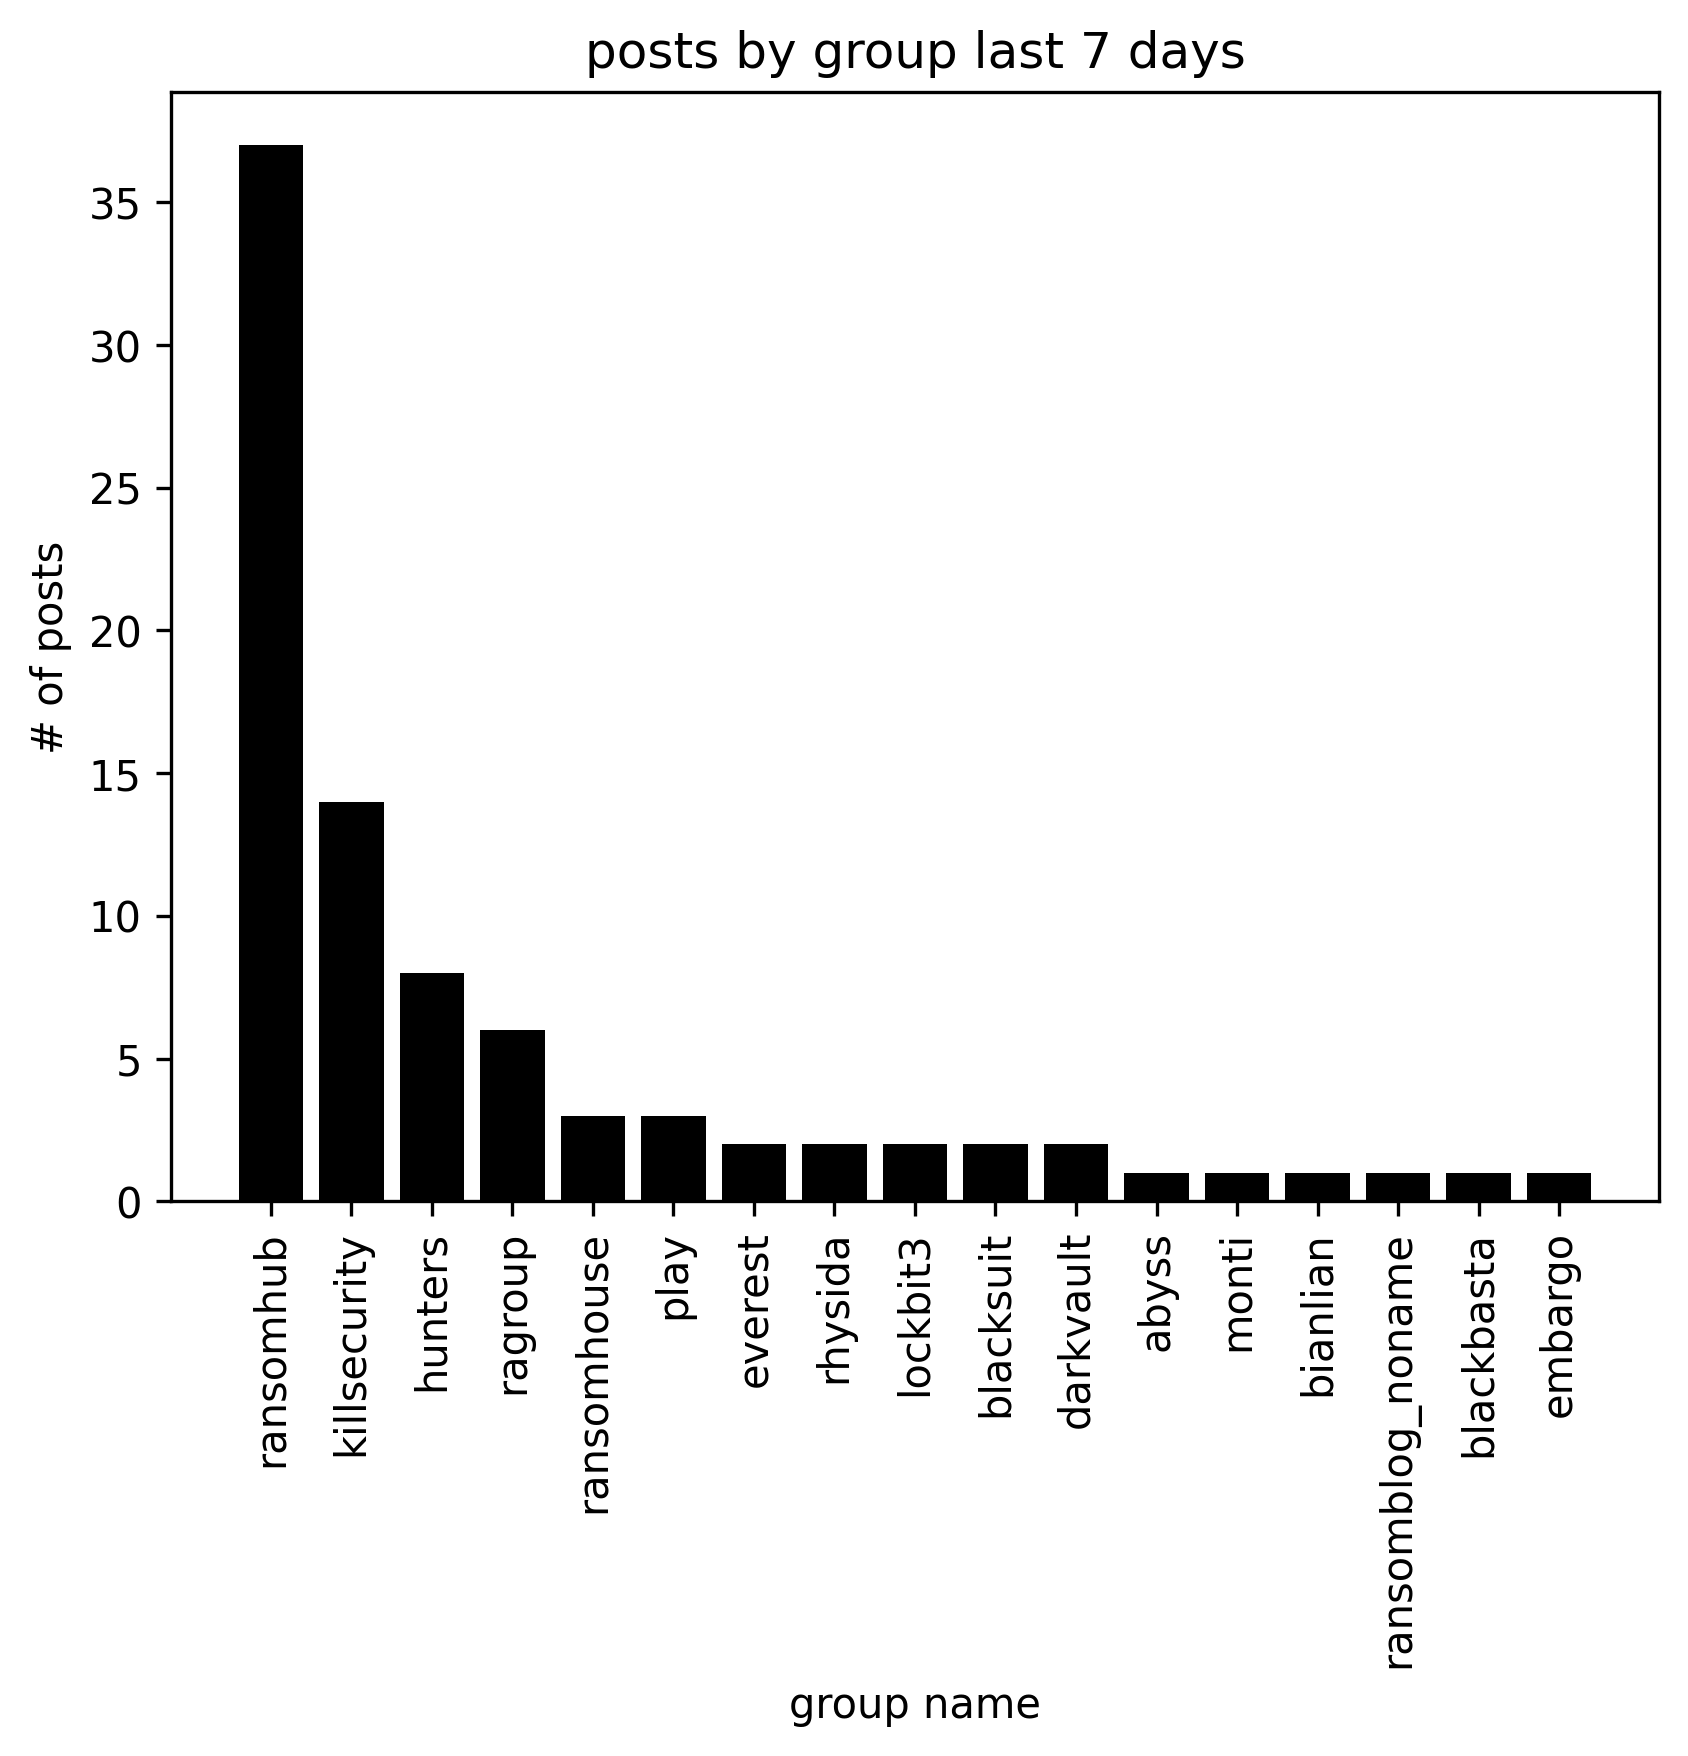 posts by group last 7 days
# of posts
35
30
25
20
15
10
5
0
ransomhub
killsecurity
hunters
ragroup
ransomhouse
play
everest
rhysida
lockbit3
blacksuit
darkvault
abyss
monti
bianlian
ransomblog_noname
blackbasta
embargo
group name